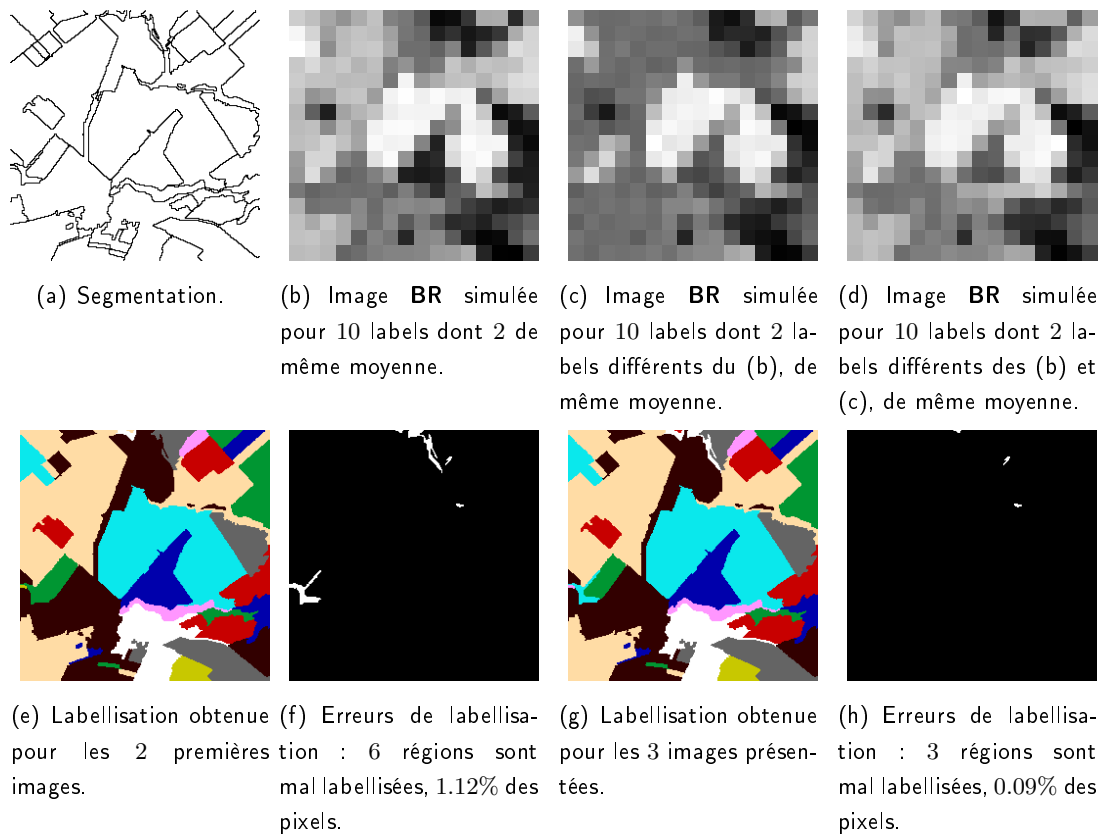 (a) Segmentation.
(b) Image BR simulée
pour 10 labels dont 2 de
même moyenne.
(c) Image BR simulée
pour 10 labels dont 2 la-
bels différents du (b), de
même moyenne.
(d) Image BR simulée
pour 10 labels dont 2 la-
bels différents des (b) et
(c), de même moyenne.
(e) Labellisation obtenue
pour les 2 premières
images.
(f) Erreurs de labellisa-
tion : 6 régions sont
mal labellisées, 1.12% des
pixels.
(g) Labellisation obtenue
pour les 3 images présen-
tées.
(h) Erreurs de labellisa-
tion : 3 régions sont
mal labellisées, 0.09% des
pixels.